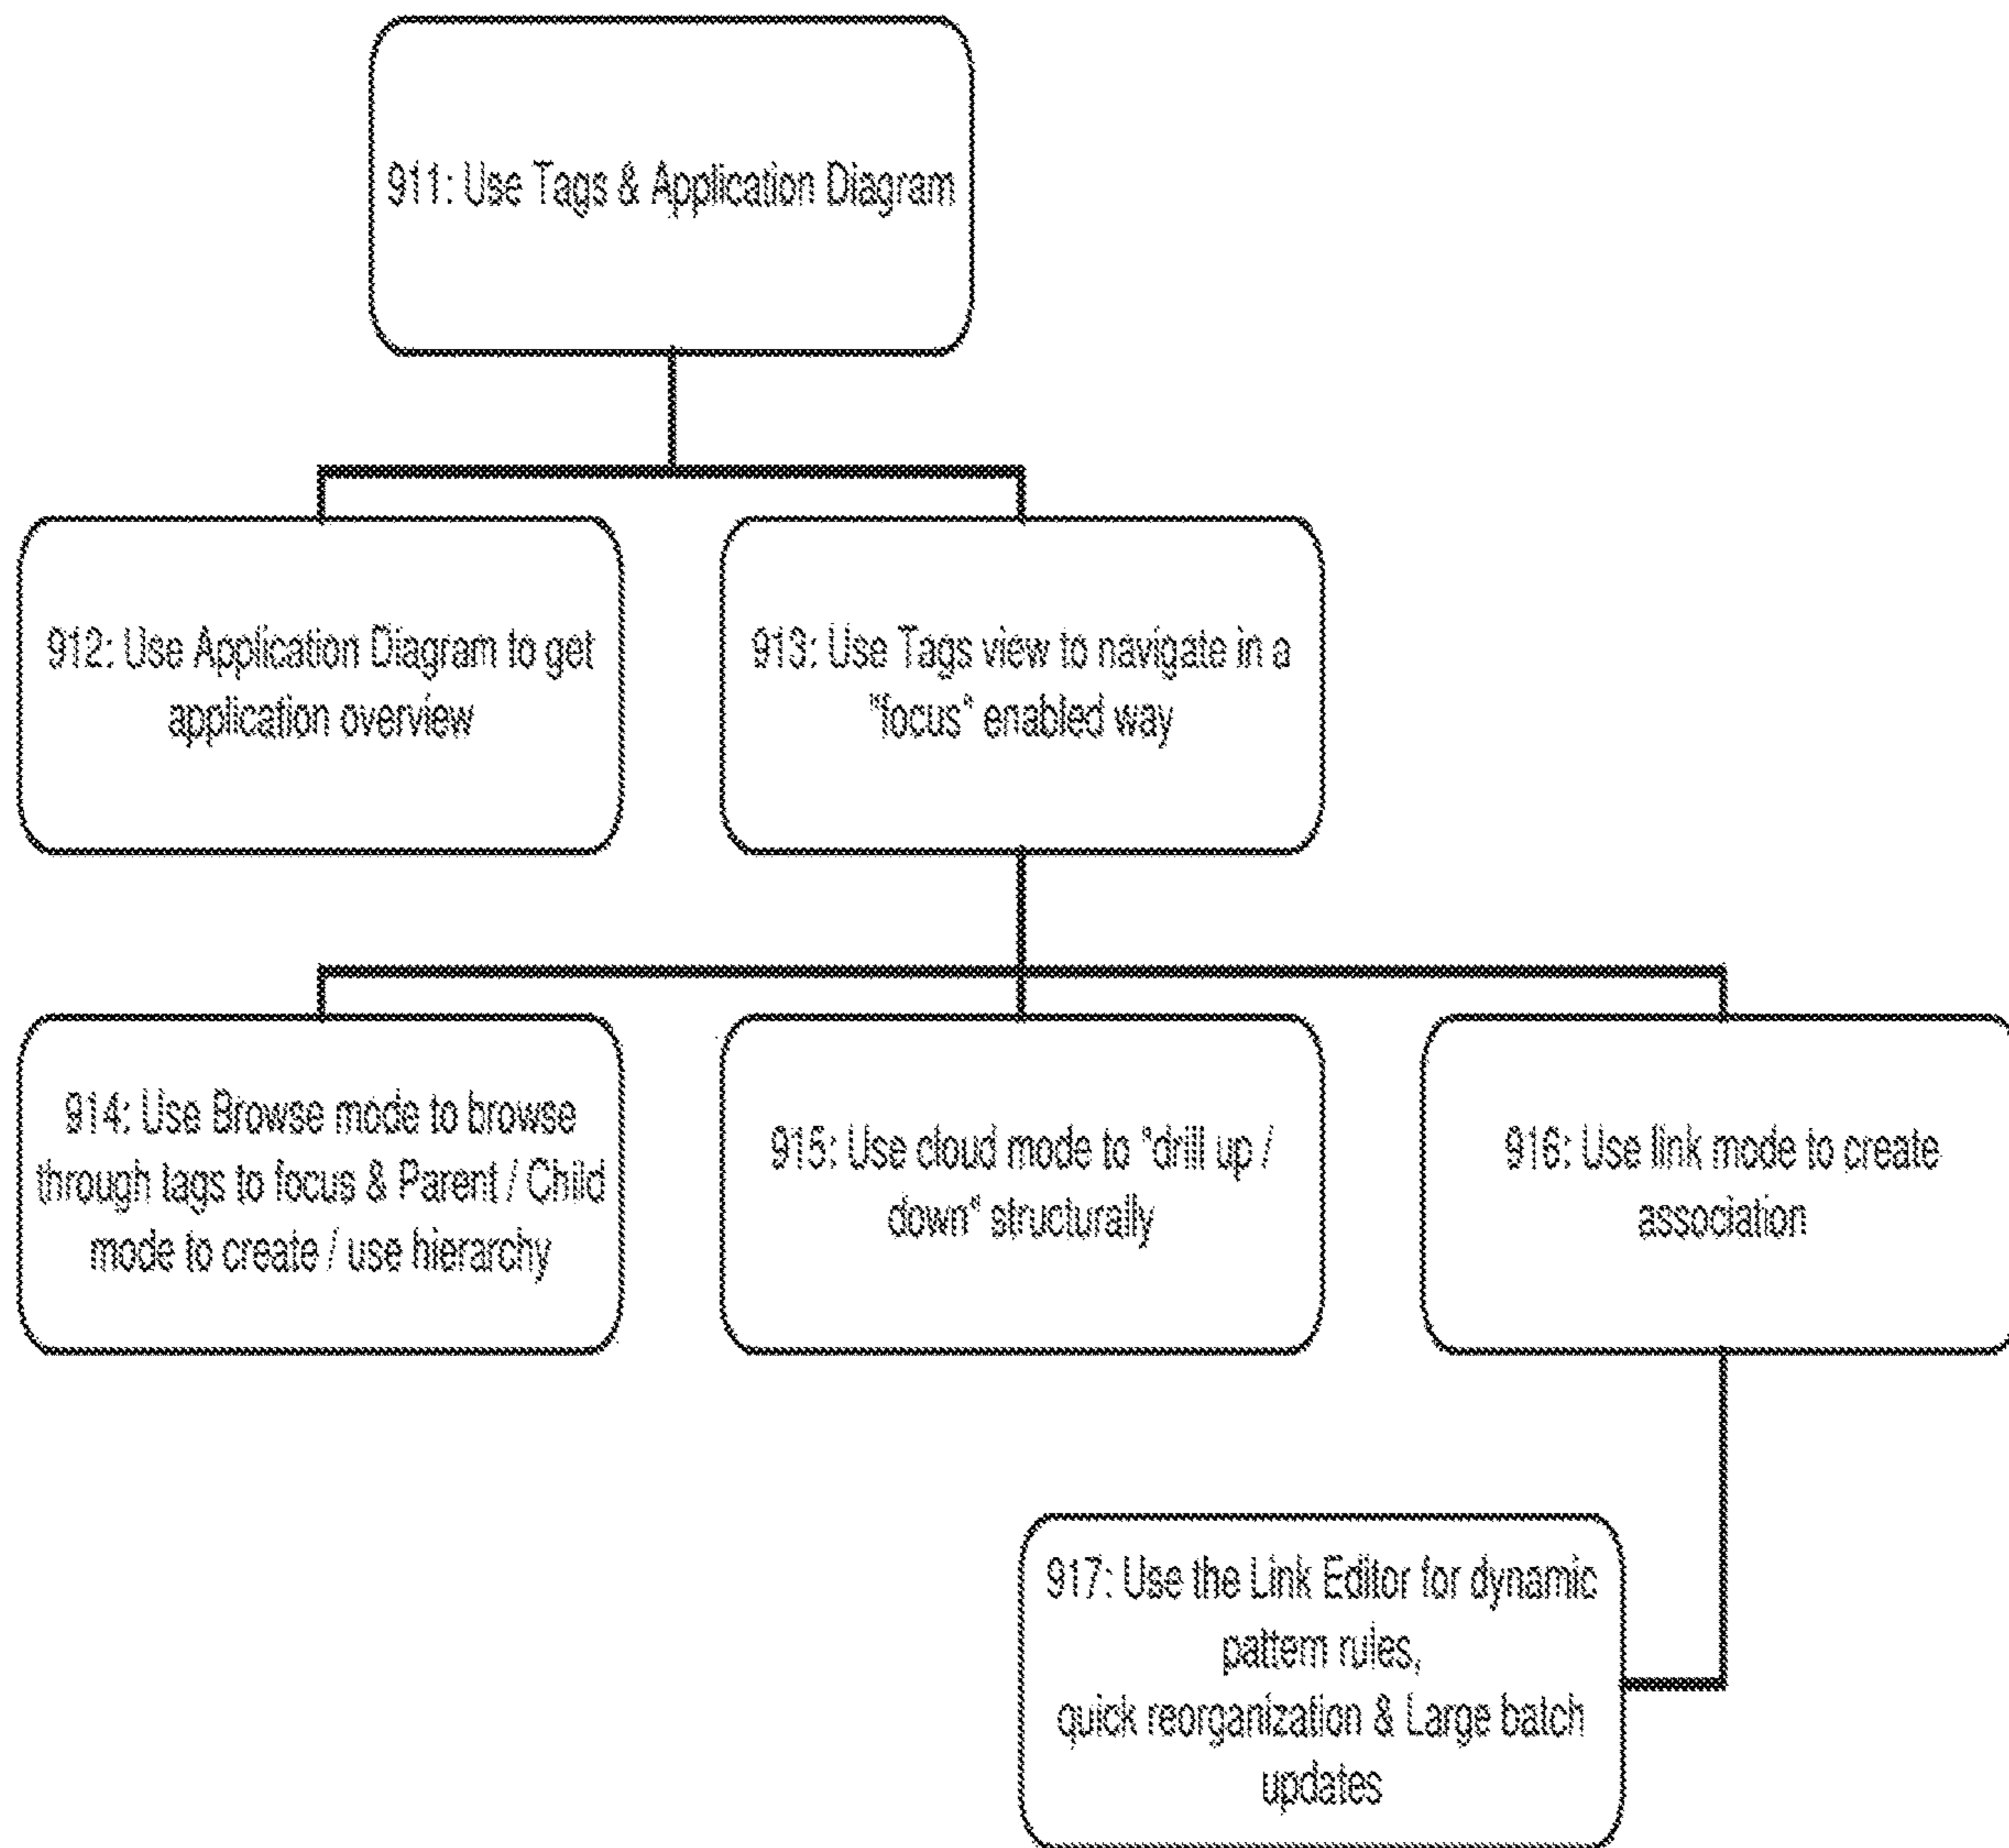 911: Use Tags & Application Diagram
912: Use Application Diagram to get
application overview
913: Use Tags view to navigate in a
"focus" enabled way
914: Use Browse mode to browse
through tags to focus & Parent / Child
mode to create / use hierarchy
915: Use cloud mode to "drill up /
down" structurally
916: Use link mode to create
association
917: Use the Link Editor for dynamic
pattern rules,
quick reorganization & Large batch
updates